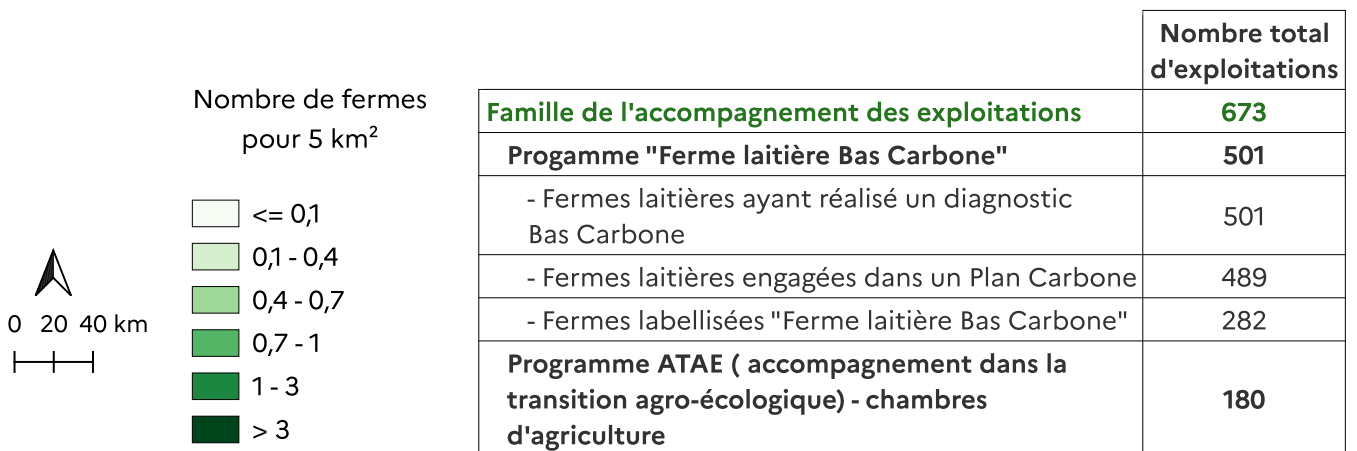 Nombre de fermes
pour 5 km²
<= 0,1
0,1 - 0,4
0,4 - 0,7
0,7 - 1
1 - 3
> 3
0 20 40 km
Nombre total
d'exploitations
Famille de l'accompagnement des exploitations 673
Progamme "Ferme laitière Bas Carbone" 501
- Fermes laitières ayant réalisé un diagnostic
Bas Carbone 501
- Fermes laitières engagées dans un Plan Carbone 489
- Fermes labellisées "Ferme laitière Bas Carbone" 282
Programme ATAE ( accompagnement dans la
transition agro-écologique) - chambres
d'agriculture 180